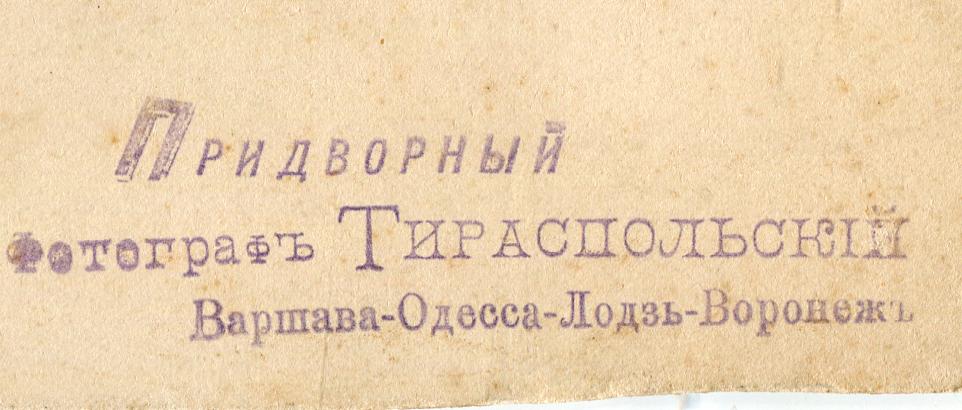 Придворный
Фотографъ Тираспольскій
Варшава-Одесса-Лодзь-Воронежъ